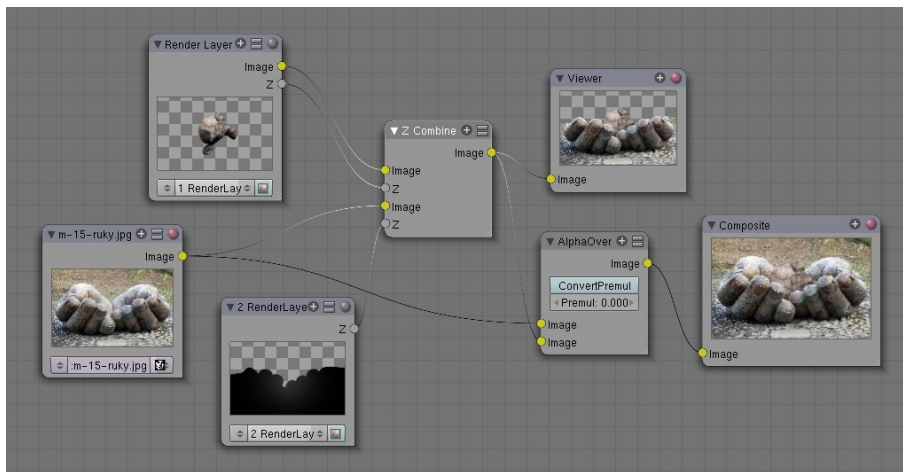 Render Layer
Image
Z
1 RenderLay
Z Combine
Image
Image
Z
Image
Z
Viewer
Image
m-15-ruky.jpg
Image
:m-15-ruky.jpg
2 RenderLaye
Z
2 RenderLay
AlphaOver
Image
ConvertPremul
Premul: 0.000
Image
Image
Composite
Image